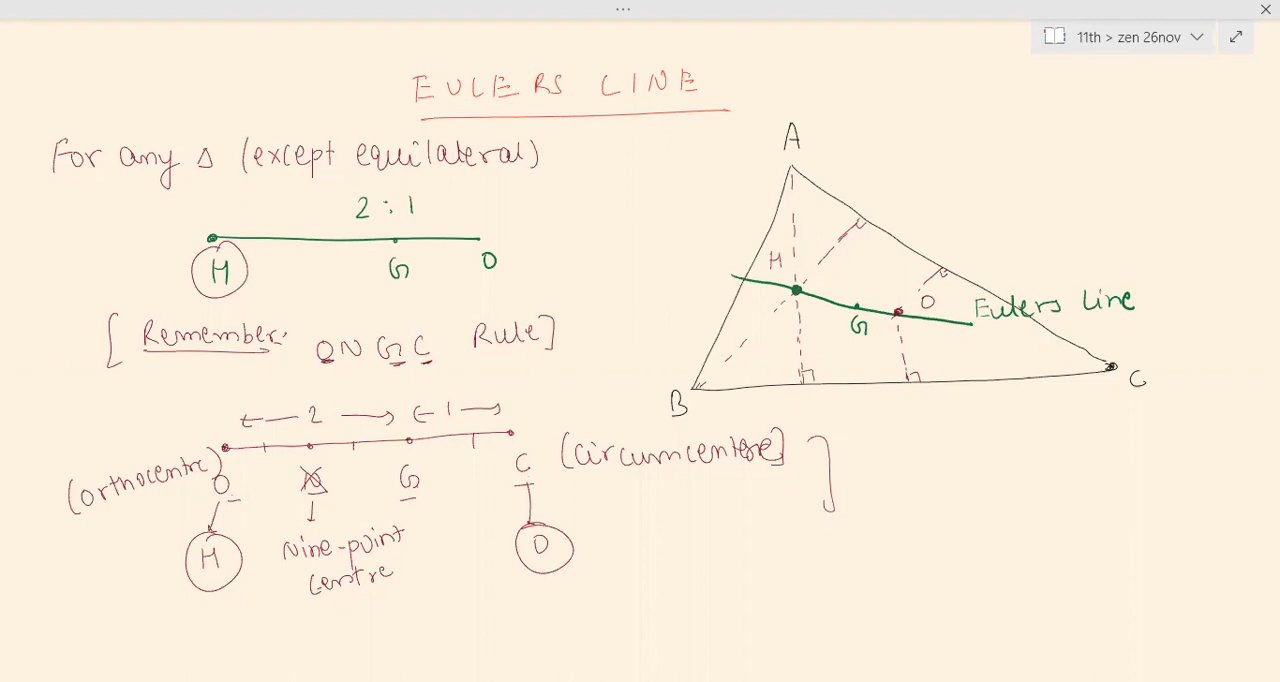 ...
11th > zen 26nov
EULERS LINE
For any Δ (except equilateral)
2 : 1
H G O
[Remember: ONGC Rule]
2 1
(orthocentre) O N G C (circumcentre]
H Nine-point centre O
A
H
G
O
Eulers Line
B
C